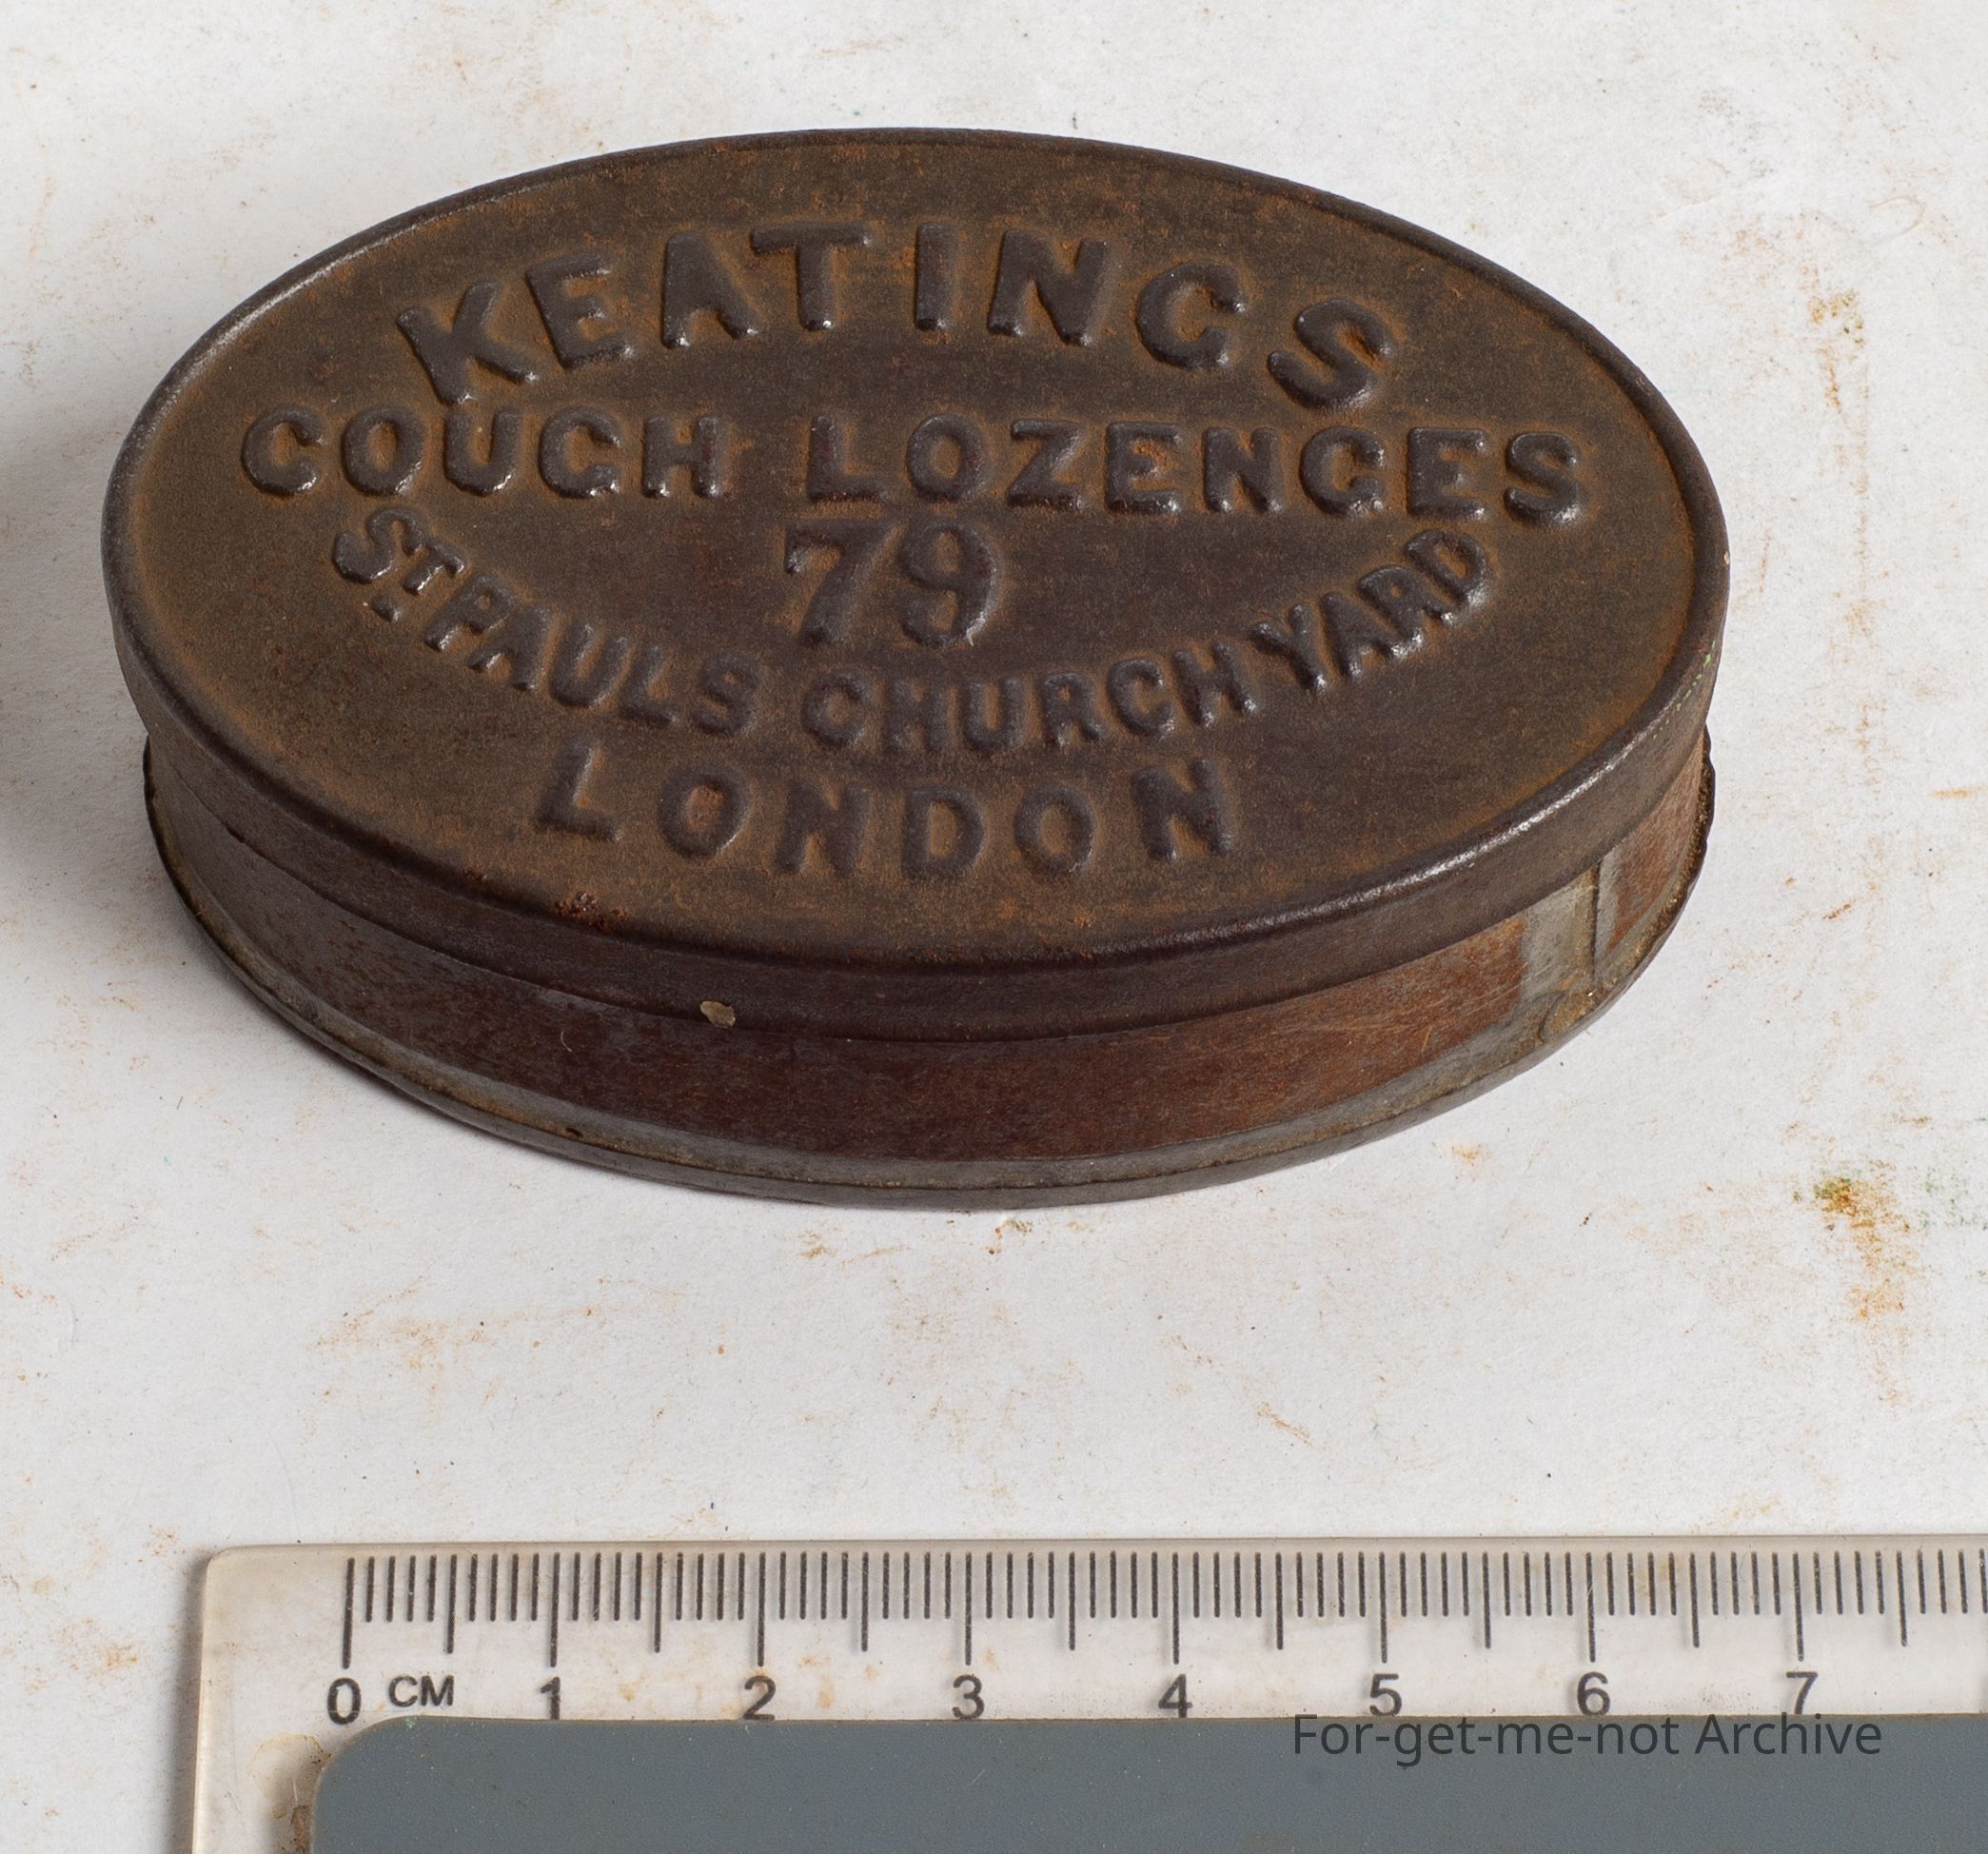 KEATINGS
COUGH LOZENGES
79
ST PAULS CHURCH YARD
LONDON
0 CM 1 2 3 4 5 6 7
For-get-me-not Archive